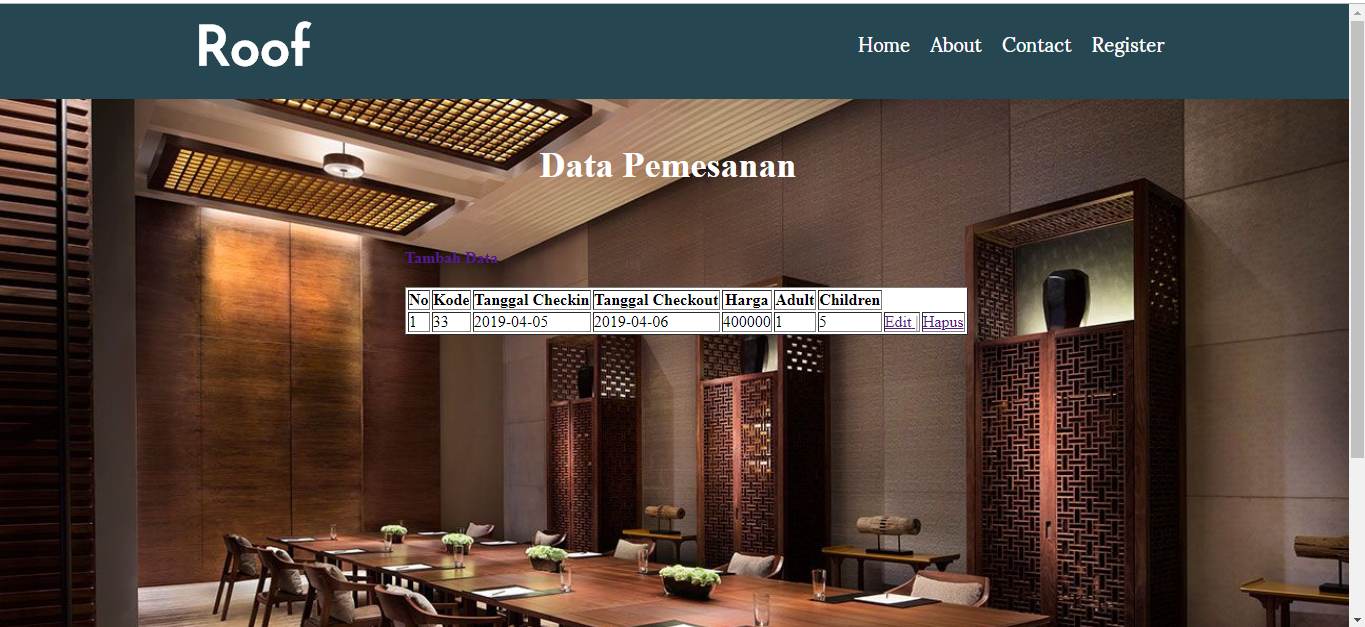 Roof
Home About Contact Register
Data Pemesanan
Tambah Data
No Kode Tanggal Checkin Tanggal Checkout Harga Adult Children
1 33 2019-04-05 2019-04-06 400000 1 5 Edit | Hapus